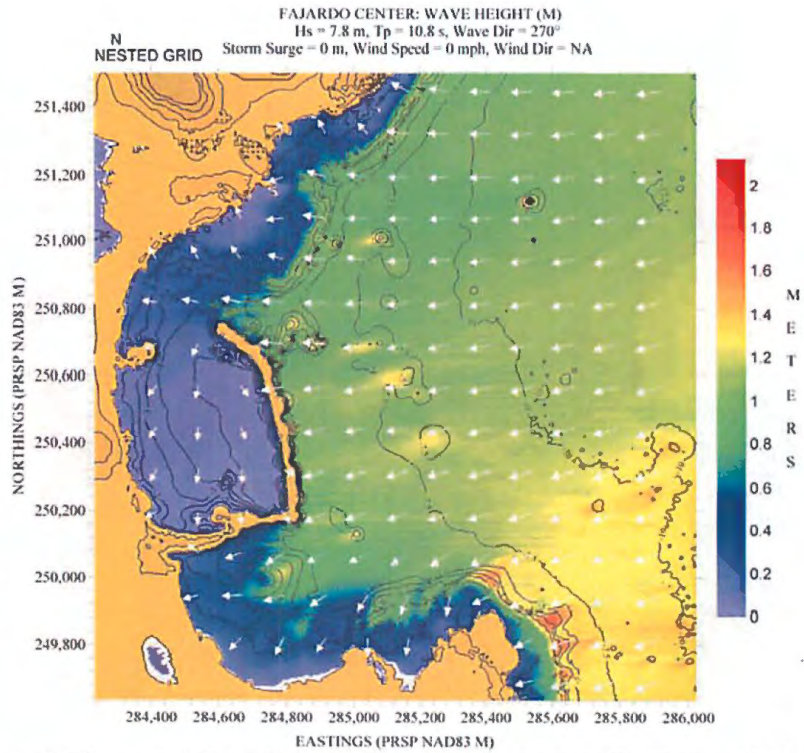 FAJARDO CENTER: WAVE HEIGHT (M)
Hs = 7.8 m, Tp = 10.8 s, Wave Dir = 270°
Storm Surge = 0 m, Wind Speed = 0 mph, Wind Dir = NA
N
NESTED GRID
251,400
251,200
251,000
250,800
250,600
250,400
250,200
250,000
249,800
NORTHINGS (PRSP NAD83 M)
284,400 284,600 284,800 285,000 285,200 285,400 285,600 285,800 286,000
EASTINGS (PRSP NAD83 M)
2
1.8
1.6
1.4
1.2
1
0.8
0.6
0.4
0.2
0
METERS